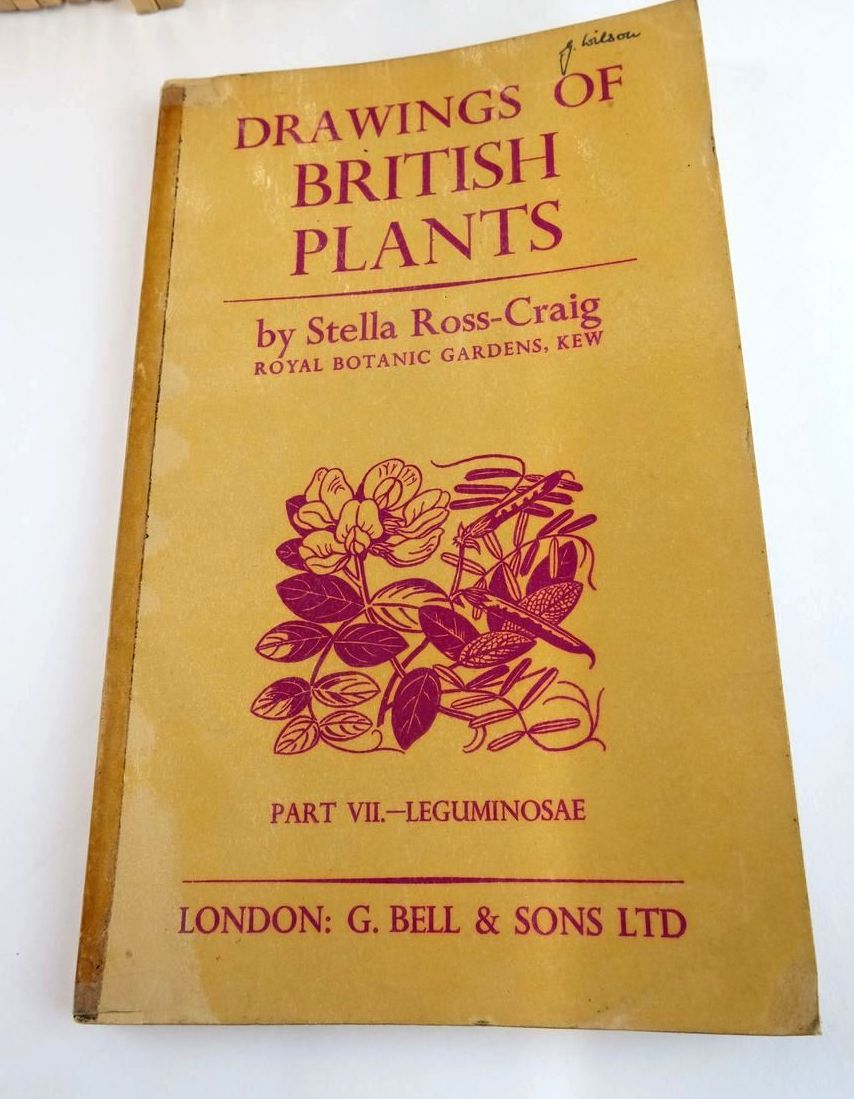 g. wilson
DRAWINGS OF
BRITISH
PLANTS
by Stella Ross-Craig
ROYAL BOTANIC GARDENS, KEW
PART VII.—LEGUMINOSAE
LONDON: G. BELL & SONS LTD